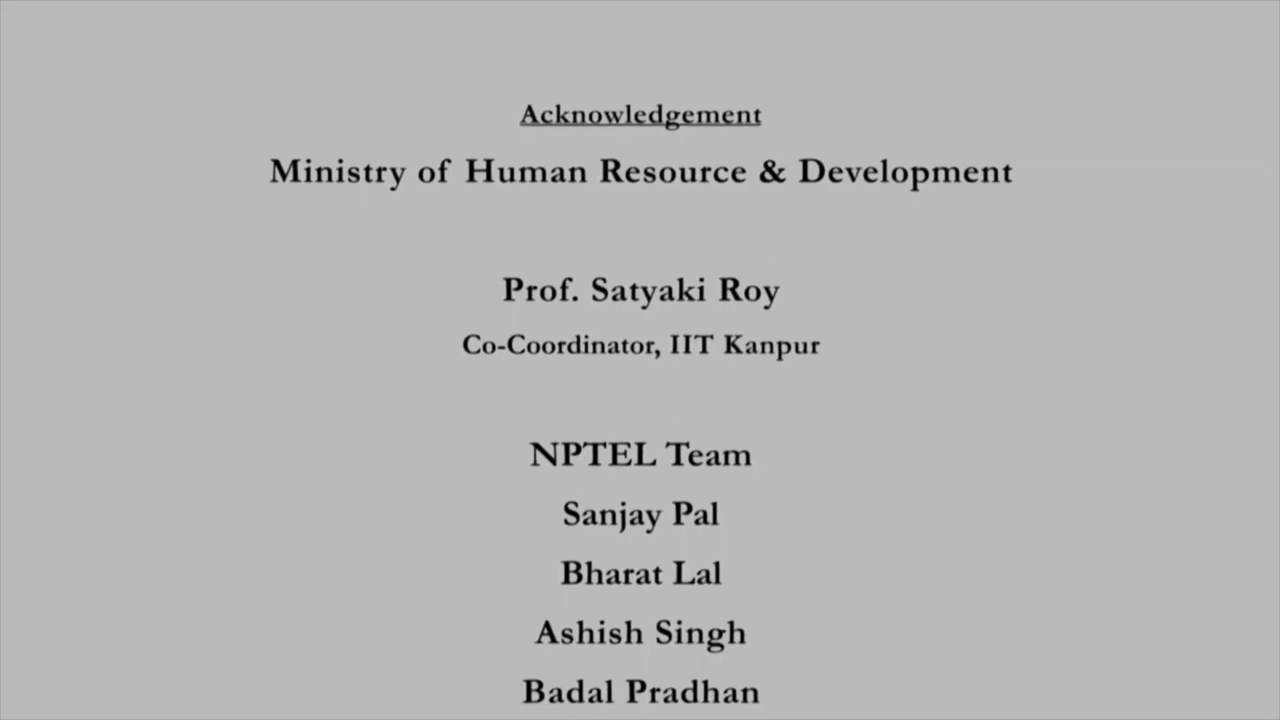 Acknowledgement
Ministry of Human Resource & Development
Prof. Satyaki Roy
Co-Coordinator, IIT Kanpur
NPTEL Team
Sanjay Pal
Bharat Lal
Ashish Singh
Badal Pradhan